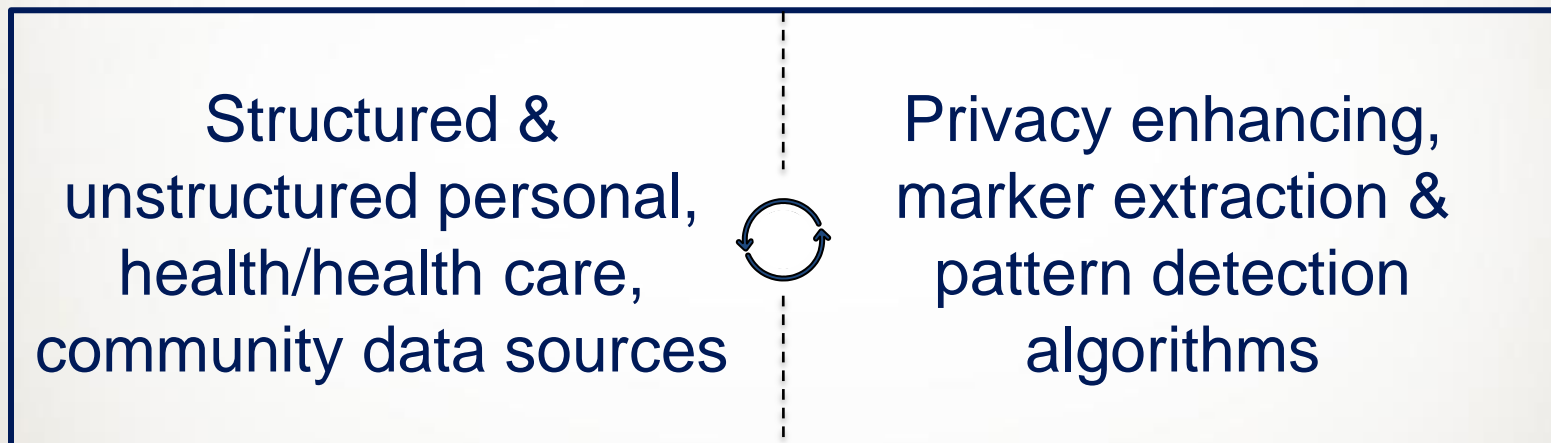 Structured &
unstructured personal,
health/health care,
community data sources
Privacy enhancing,
marker extraction &
pattern detection
algorithms